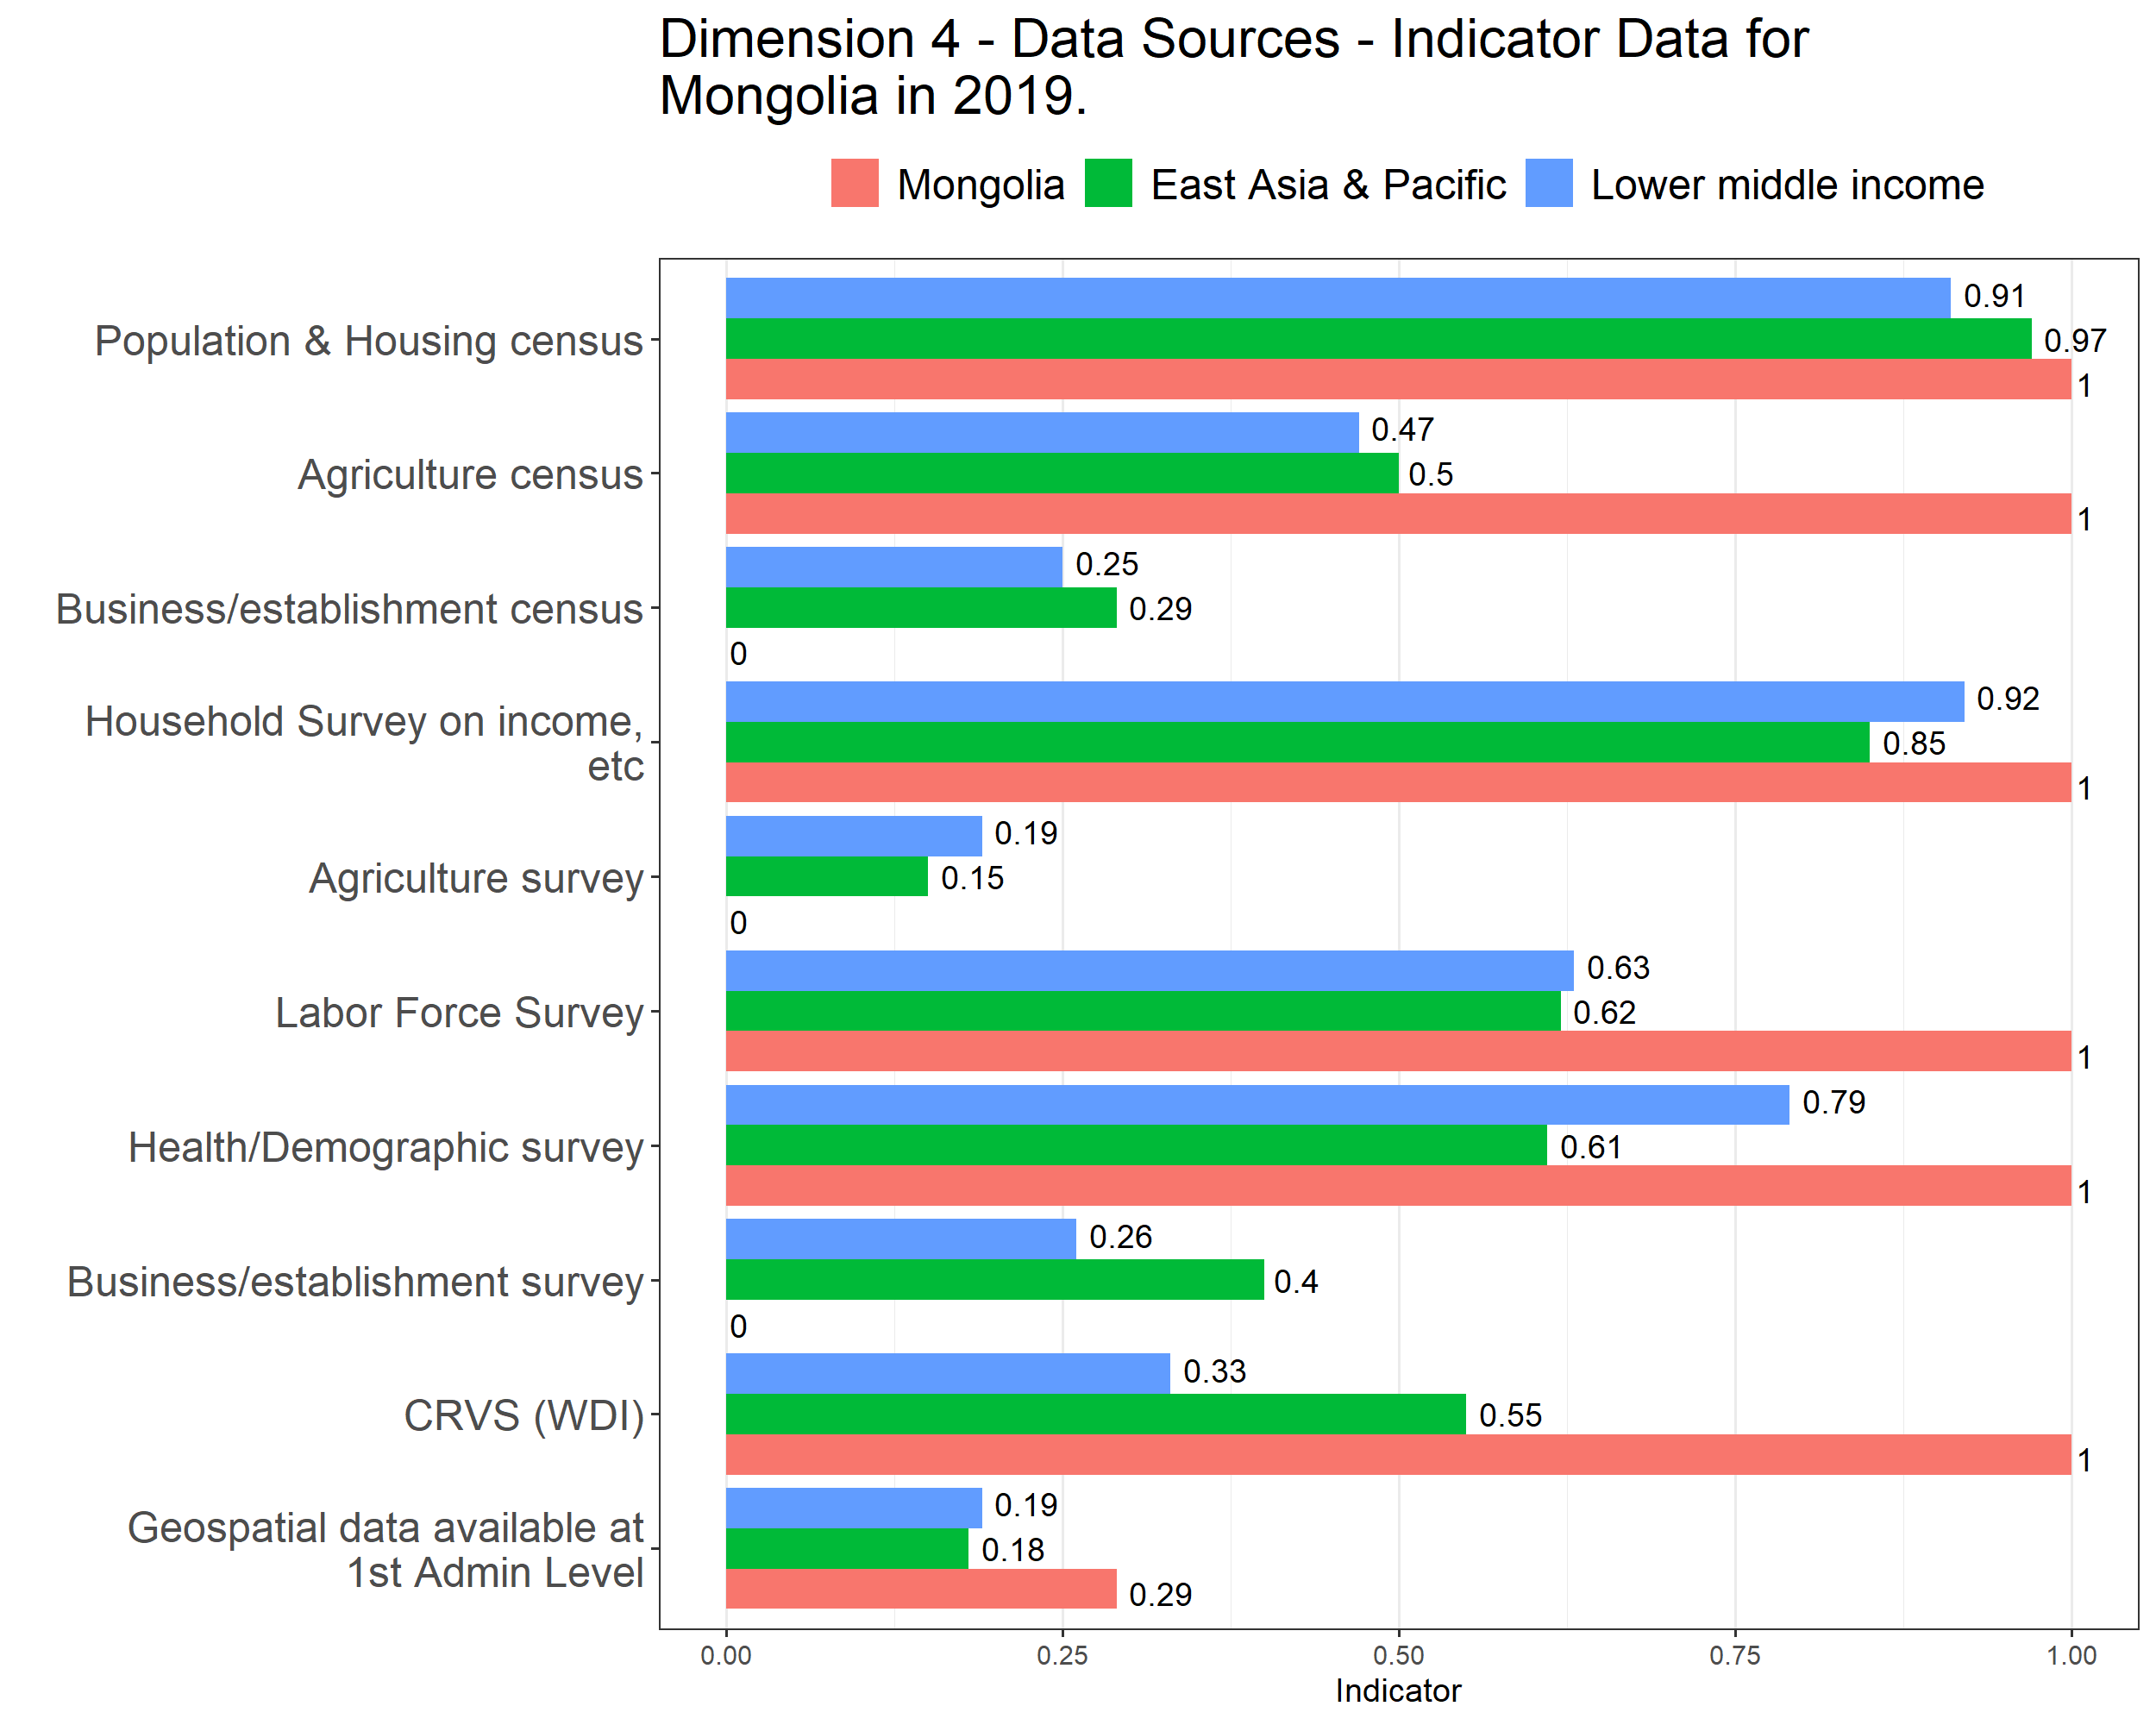 Dimension 4 - Data Sources - Indicator Data for
Mongolia in 2019.
Mongolia East Asia & Pacific Lower middle income
Population & Housing census
0.91
0.97
1
Agriculture census
0.47
0.5
1
Business/establishment census
0.25
0.29
0
Household Survey on income,
etc
0.92
0.85
1
Agriculture survey
0.19
0.15
0
Labor Force Survey
0.63
0.62
1
Health/Demographic survey
0.79
0.61
1
Business/establishment survey
0.26
0.4
0
CRVS (WDI)
0.33
0.55
1
Geospatial data available at
1st Admin Level
0.19
0.18
0.29
0.00 0.25 0.50 0.75 1.00
Indicator